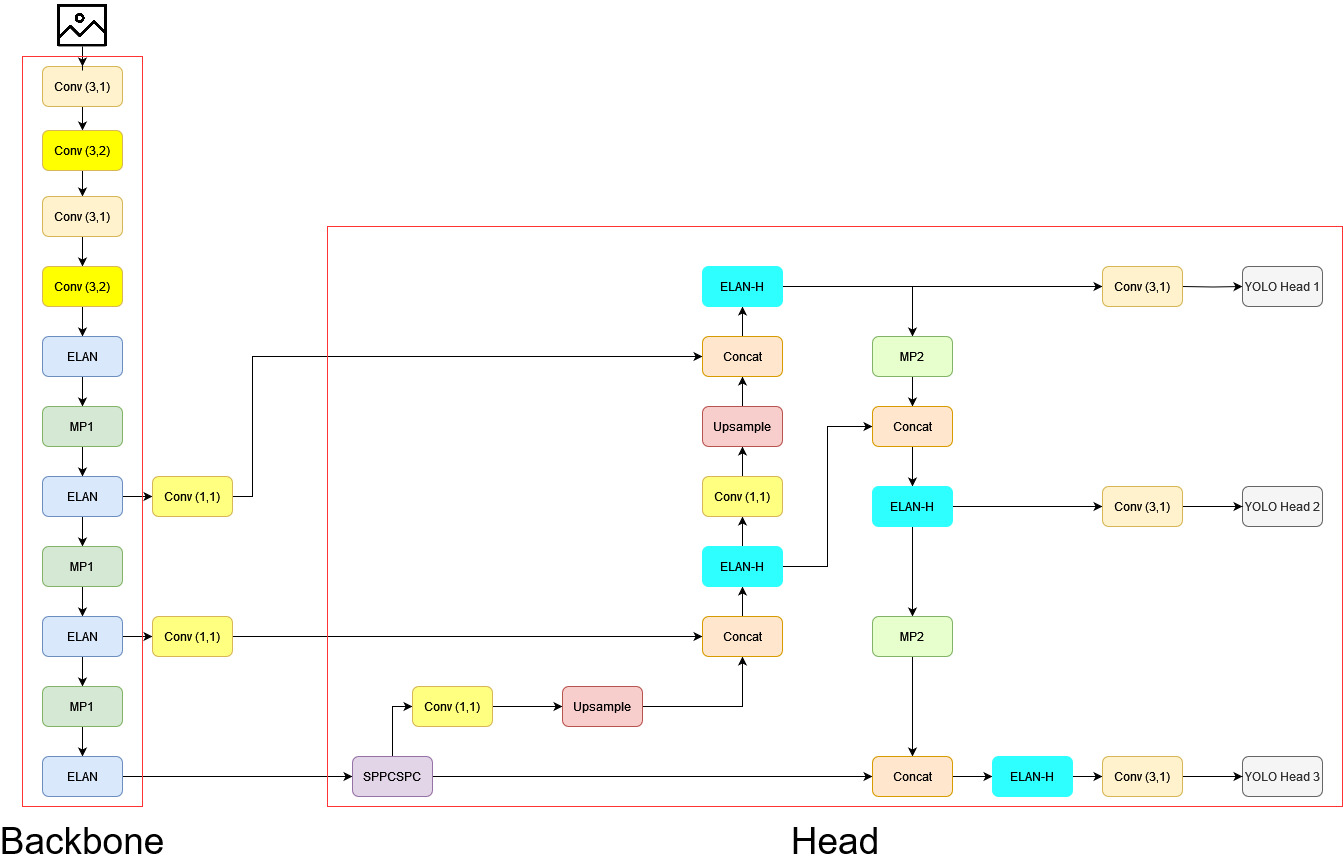 Conv (3,1)
Conv (3,2)
Conv (3,1)
Conv (3,2)
ELAN
MP1
ELAN
Conv (1,1)
MP1
ELAN
Conv (1,1)
MP1
ELAN
Backbone
ELAN-H
Conv (3,1)
YOLO Head 1
Concat
MP2
Upsample
Concat
Conv (1,1)
ELAN-H
Conv (3,1)
YOLO Head 2
ELAN-H
Concat
MP2
Conv (1,1)
Upsample
SPPCSPC
Concat
ELAN-H
Conv (3,1)
YOLO Head 3
Head